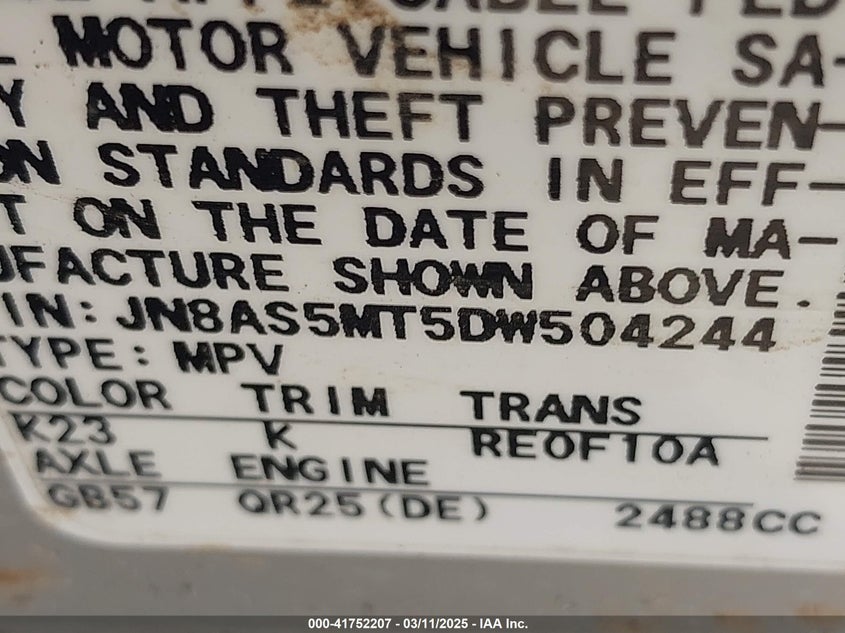 MOTOR VEHICLE SA-
Y AND THEFT PREVEN-
ON STANDARDS IN EFF-
T ON THE DATE OF MA-
UFACTURE SHOWN ABOVE.
IN: JN8AS5MT5DW504244
TYPE: MPV
COLOR TRIM TRANS
K23 K RE0F10A
AXLE ENGINE
GB57 QR25(DE) 2488CC
000-41752207 - 03/11/2025 - IAA Inc.